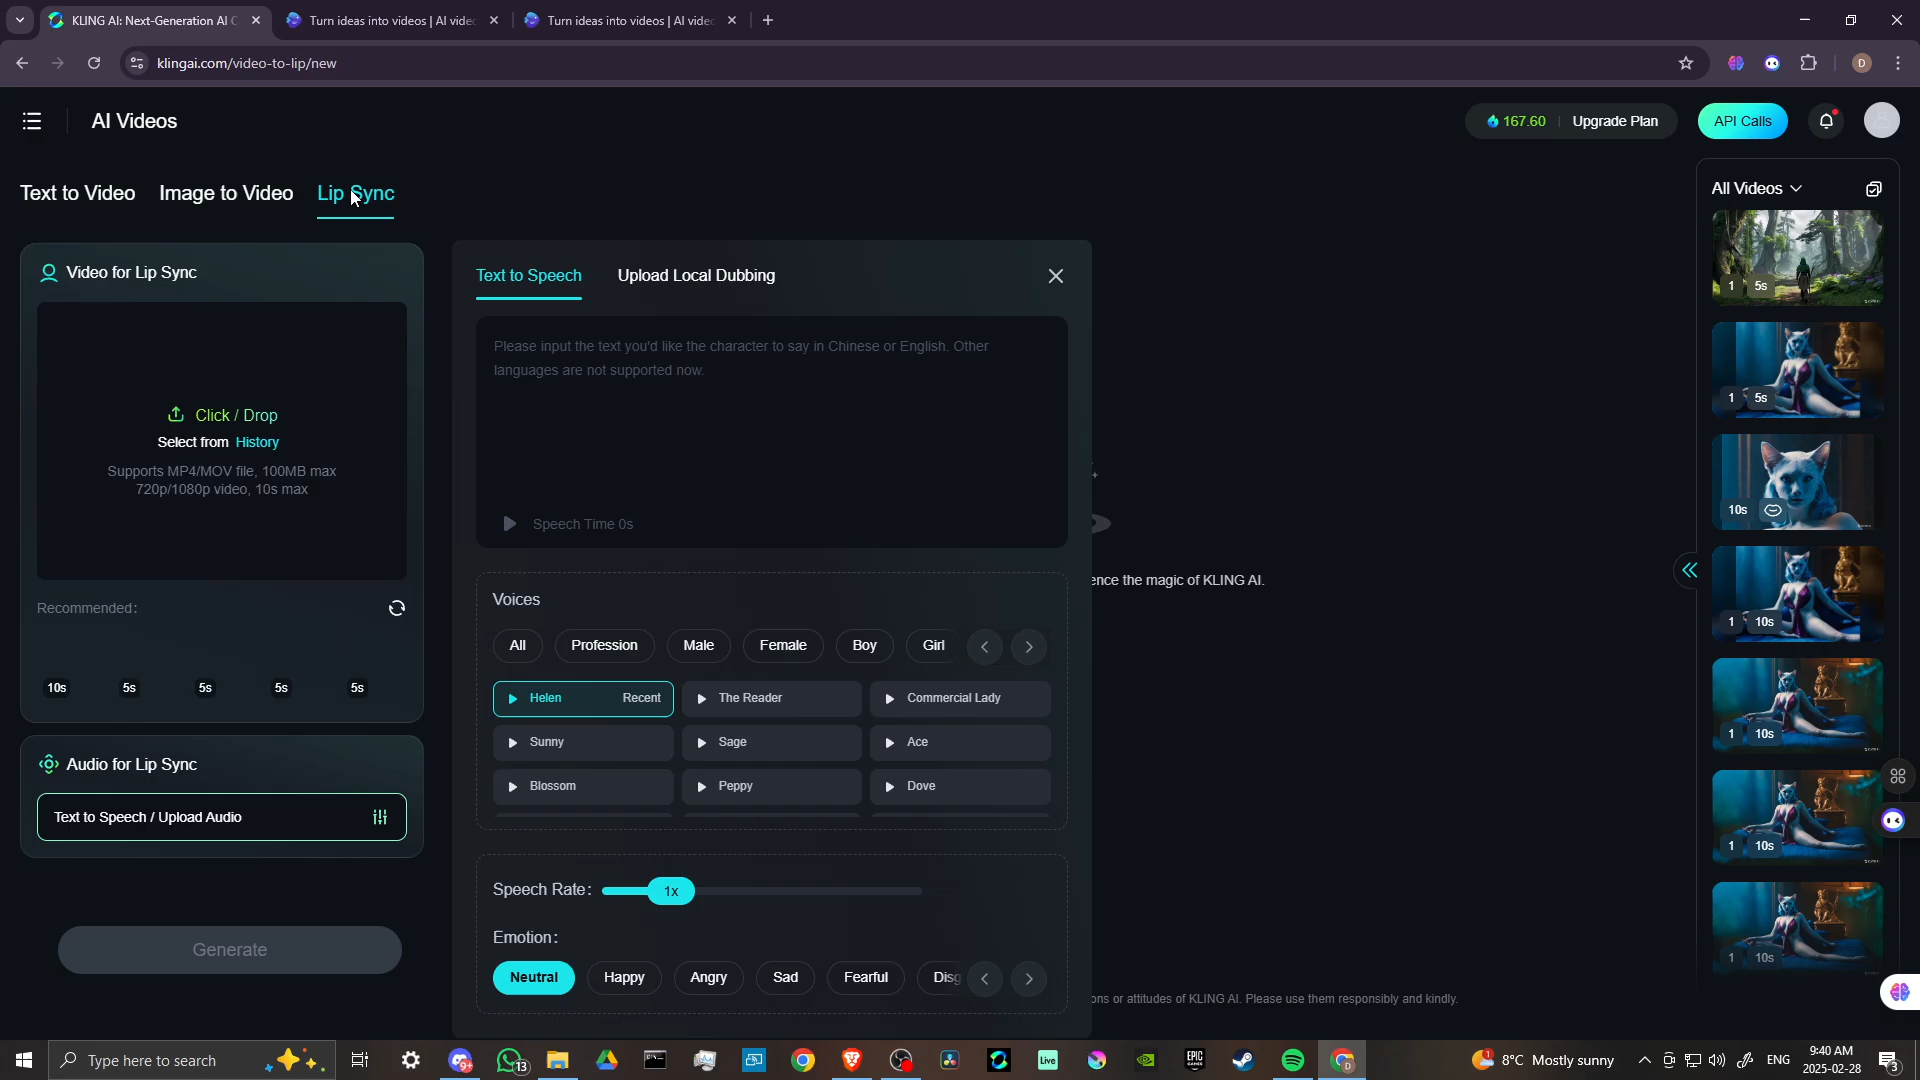 KLING AI: Next-Generation AI C
Turn ideas into videos | AI vide
Turn ideas into videos | AI vide
klingai.com/video-to-lip/new
D
AI Videos
167.60
Upgrade Plan
API Calls
Text to Video
Image to Video
Lip Sync
All Videos
Video for Lip Sync
Click / Drop
Select from History
Supports MP4/MOV file, 100MB max
720p/1080p video, 10s max
Recommended:
10s
5s
5s
5s
5s
Audio for Lip Sync
Text to Speech / Upload Audio
Generate
Text to Speech
Upload Local Dubbing
Please input the text you'd like the character to say in Chinese or English. Other
languages are not supported now.
Speech Time 0s
Voices
All
Profession
Male
Female
Boy
Girl
Helen
Recent
The Reader
Commercial Lady
Sunny
Sage
Ace
Blossom
Peppy
Dove
Speech Rate:
1x
Emotion:
Neutral
Happy
Angry
Sad
Fearful
Disg
ence the magic of KLING AI.
ons or attitudes of KLING AI. Please use them responsibly and kindly.
1 5s
1 5s
10s
1 10s
1 10s
1 10s
1 10s
Type here to search
9+
13
Live
EPIC
GAMES
D
1
8°C Mostly sunny
ENG
9:40 AM
2025-02-28
3